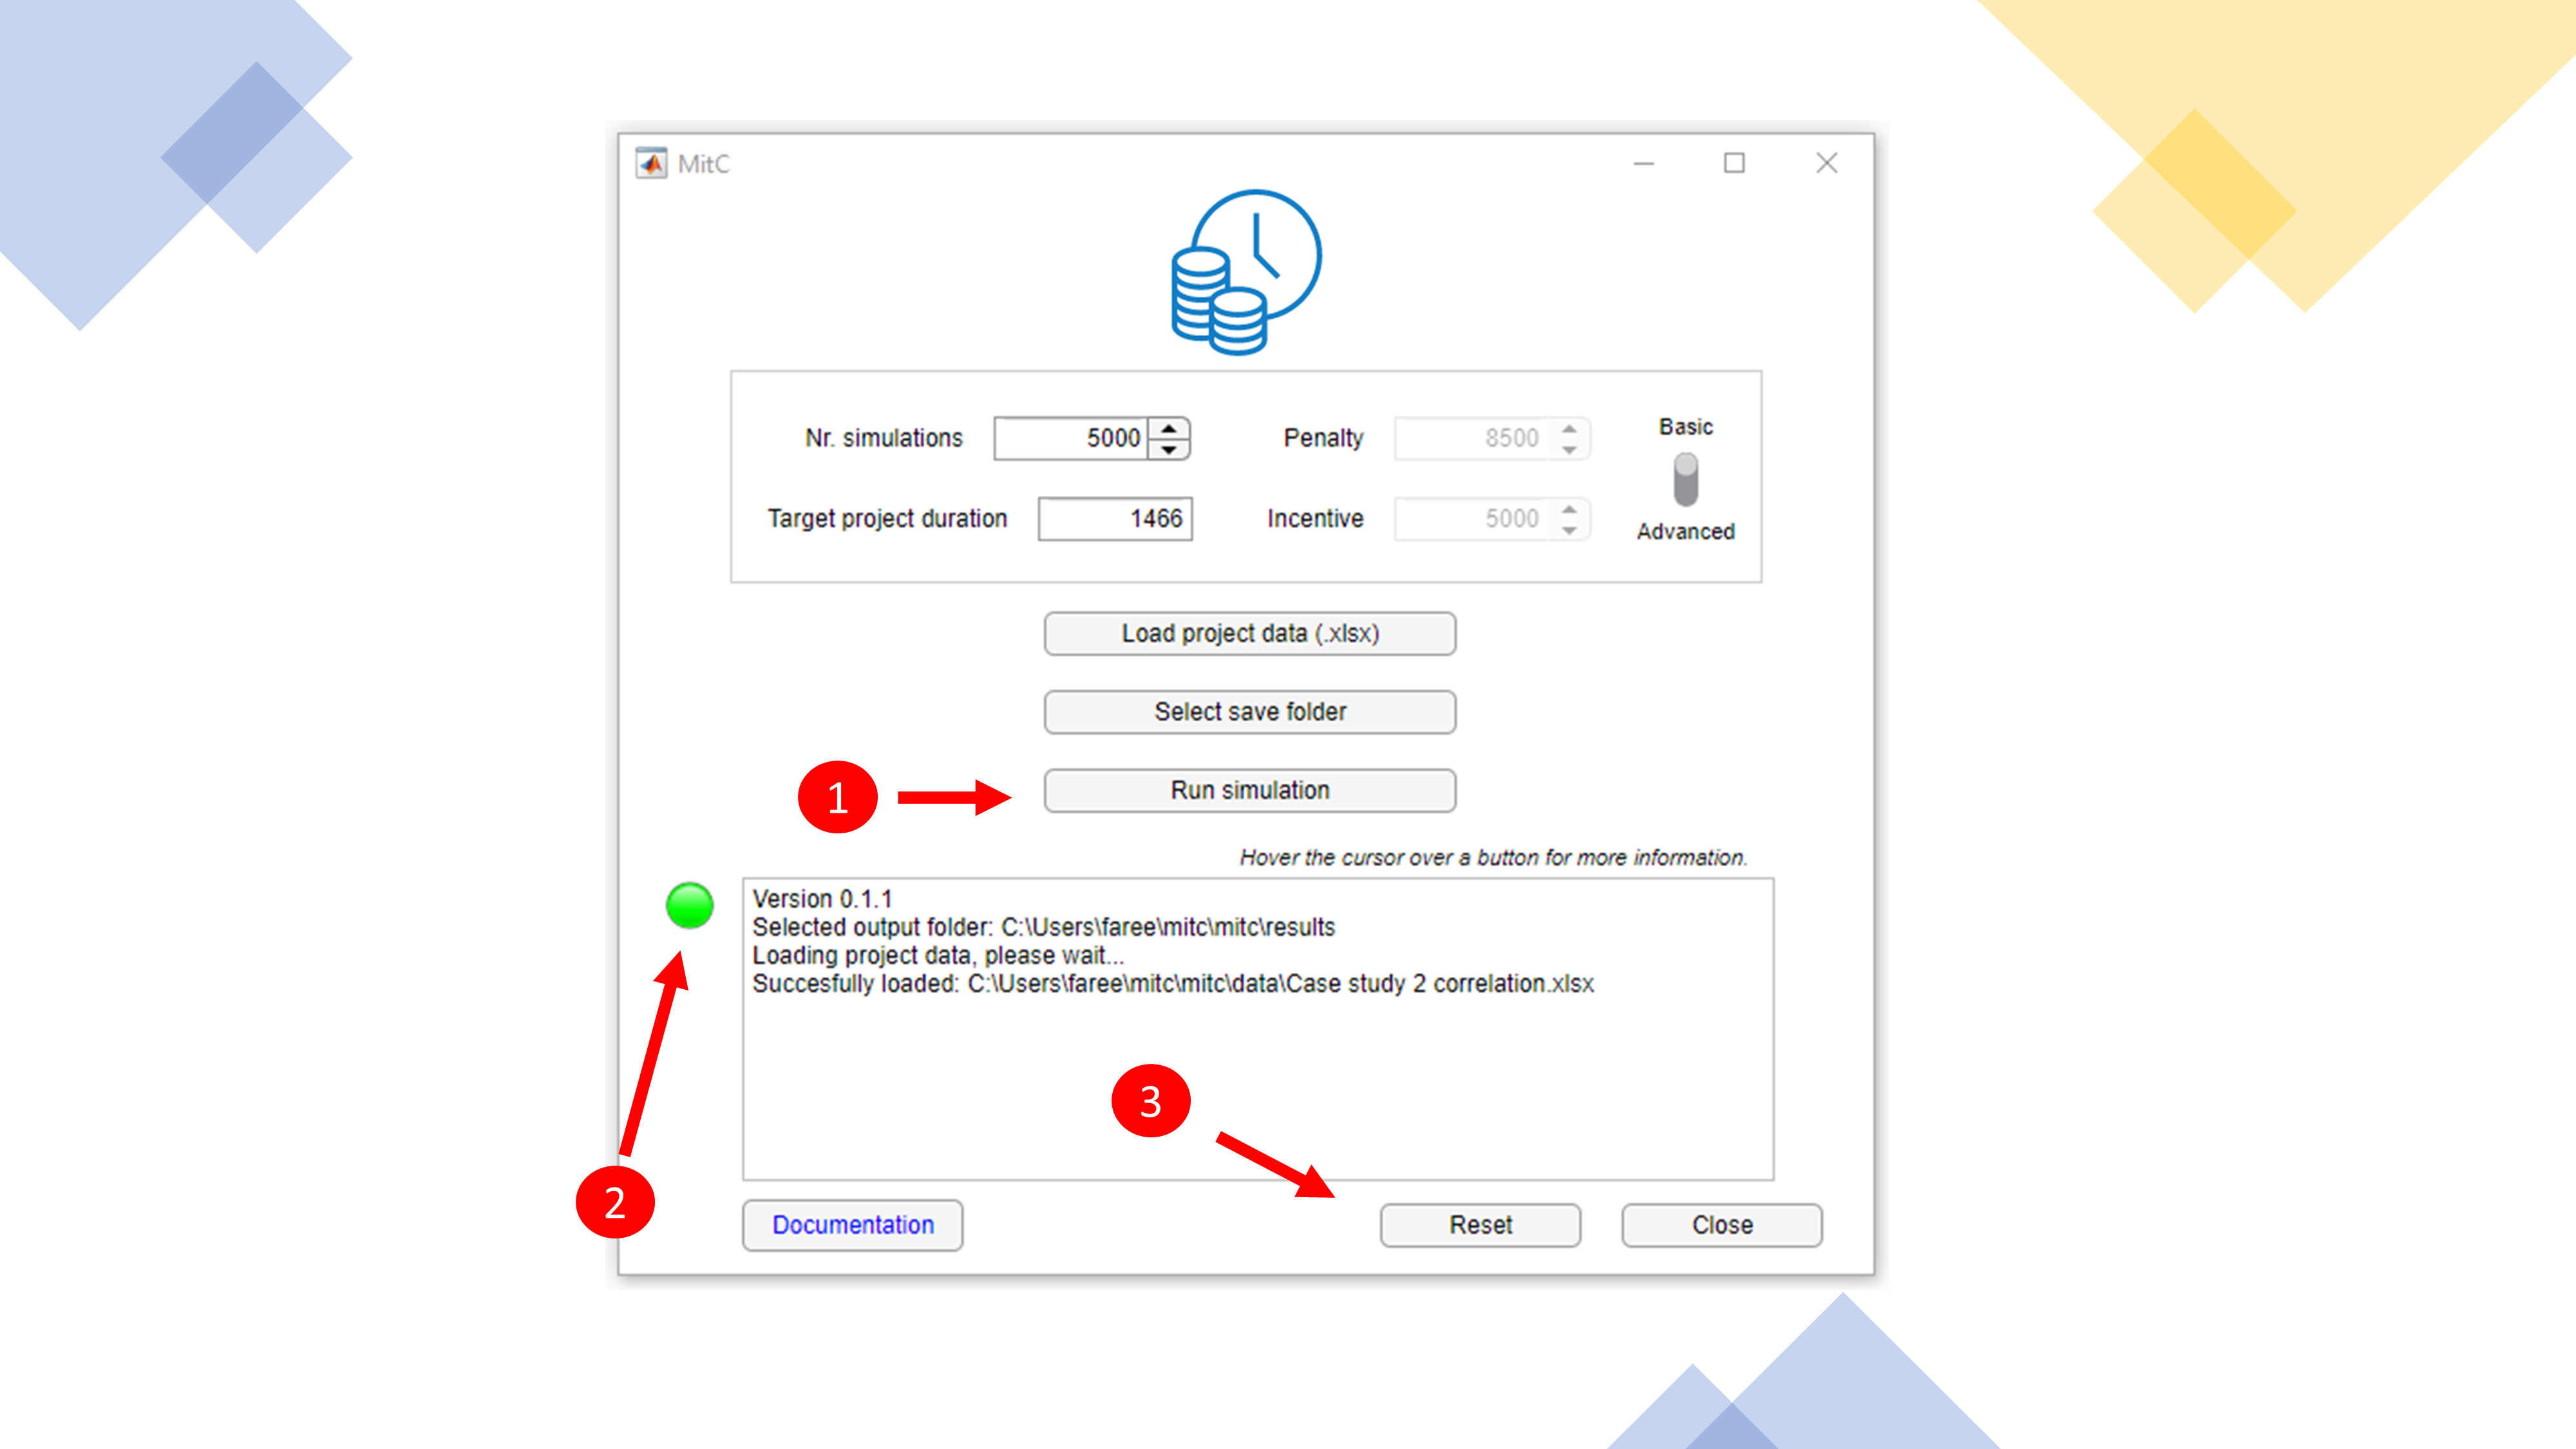 MitC
Nr. simulations 5000 Penalty 8500 Basic
Target project duration 1466 Incentive 5000 Advanced
Load project data (.xlsx)
Select save folder
1 Run simulation
Hover the cursor over a button for more information.
Version 0.1.1
Selected output folder: C:\Users\faree\mitc\mitc\results
Loading project data, please wait...
Succesfully loaded: C:\Users\faree\mitc\mitc\data\Case study 2 correlation.xlsx
3
2
Documentation Reset Close